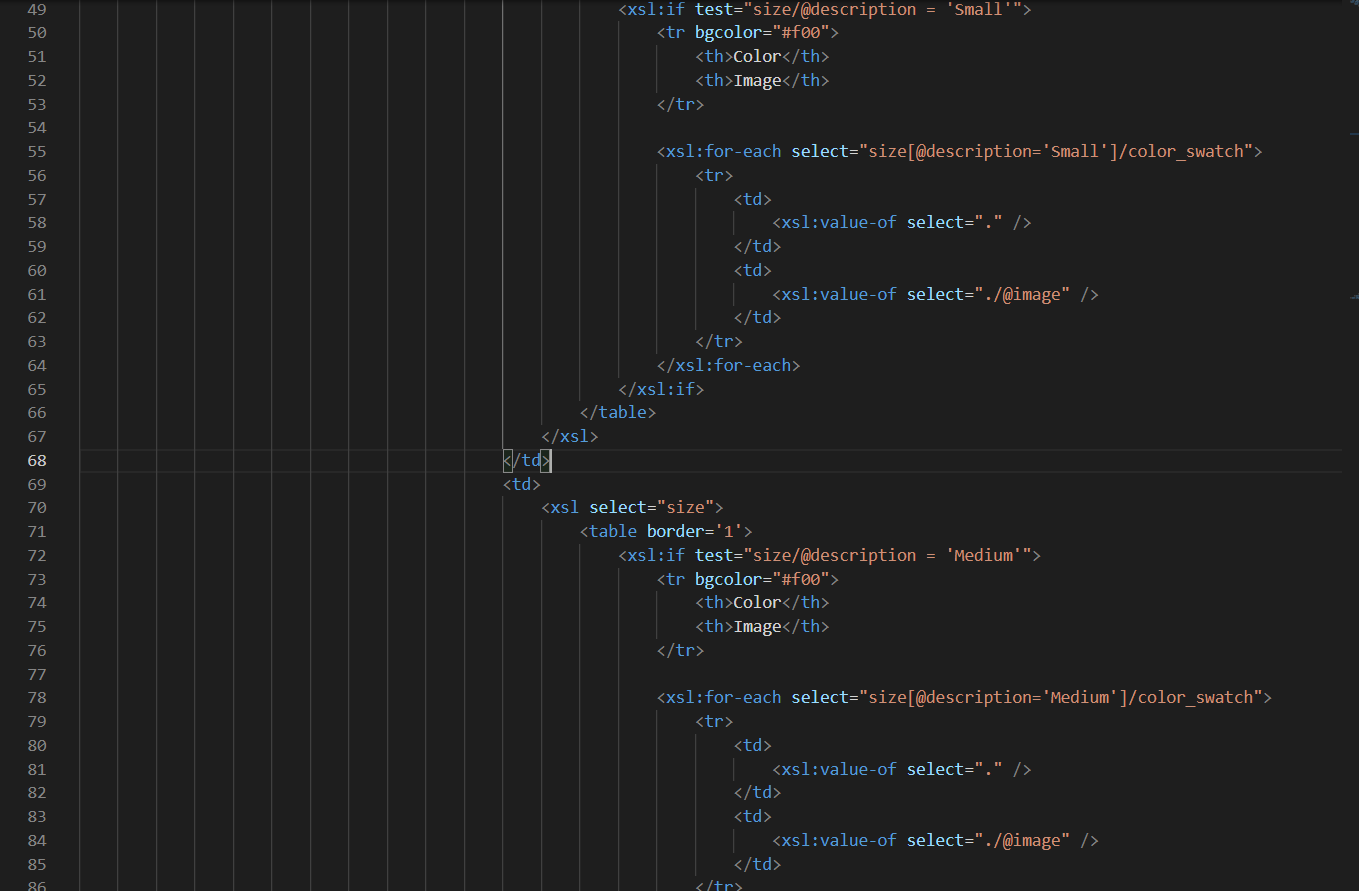 49 <xsl:if test="size/@description = 'Small'">
50 <tr bgcolor="#f00">
51 <th>Color</th>
52 <th>Image</th>
53 </tr>
54
55 <xsl:for-each select="size[@description='Small']/color_swatch">
56 <tr>
57 <td>
58 <xsl:value-of select="." />
59 </td>
60 <td>
61 <xsl:value-of select="./@image" />
62 </td>
63 </tr>
64 </xsl:for-each>
65 </xsl:if>
66 </table>
67 </xsl>
68 </td>
69 <td>
70 <xsl select="size">
71 <table border='1'>
72 <xsl:if test="size/@description = 'Medium'">
73 <tr bgcolor="#f00">
74 <th>Color</th>
75 <th>Image</th>
76 </tr>
77
78 <xsl:for-each select="size[@description='Medium']/color_swatch">
79 <tr>
80 <td>
81 <xsl:value-of select="." />
82 </td>
83 <td>
84 <xsl:value-of select="./@image" />
85 </td>
86 </tr>